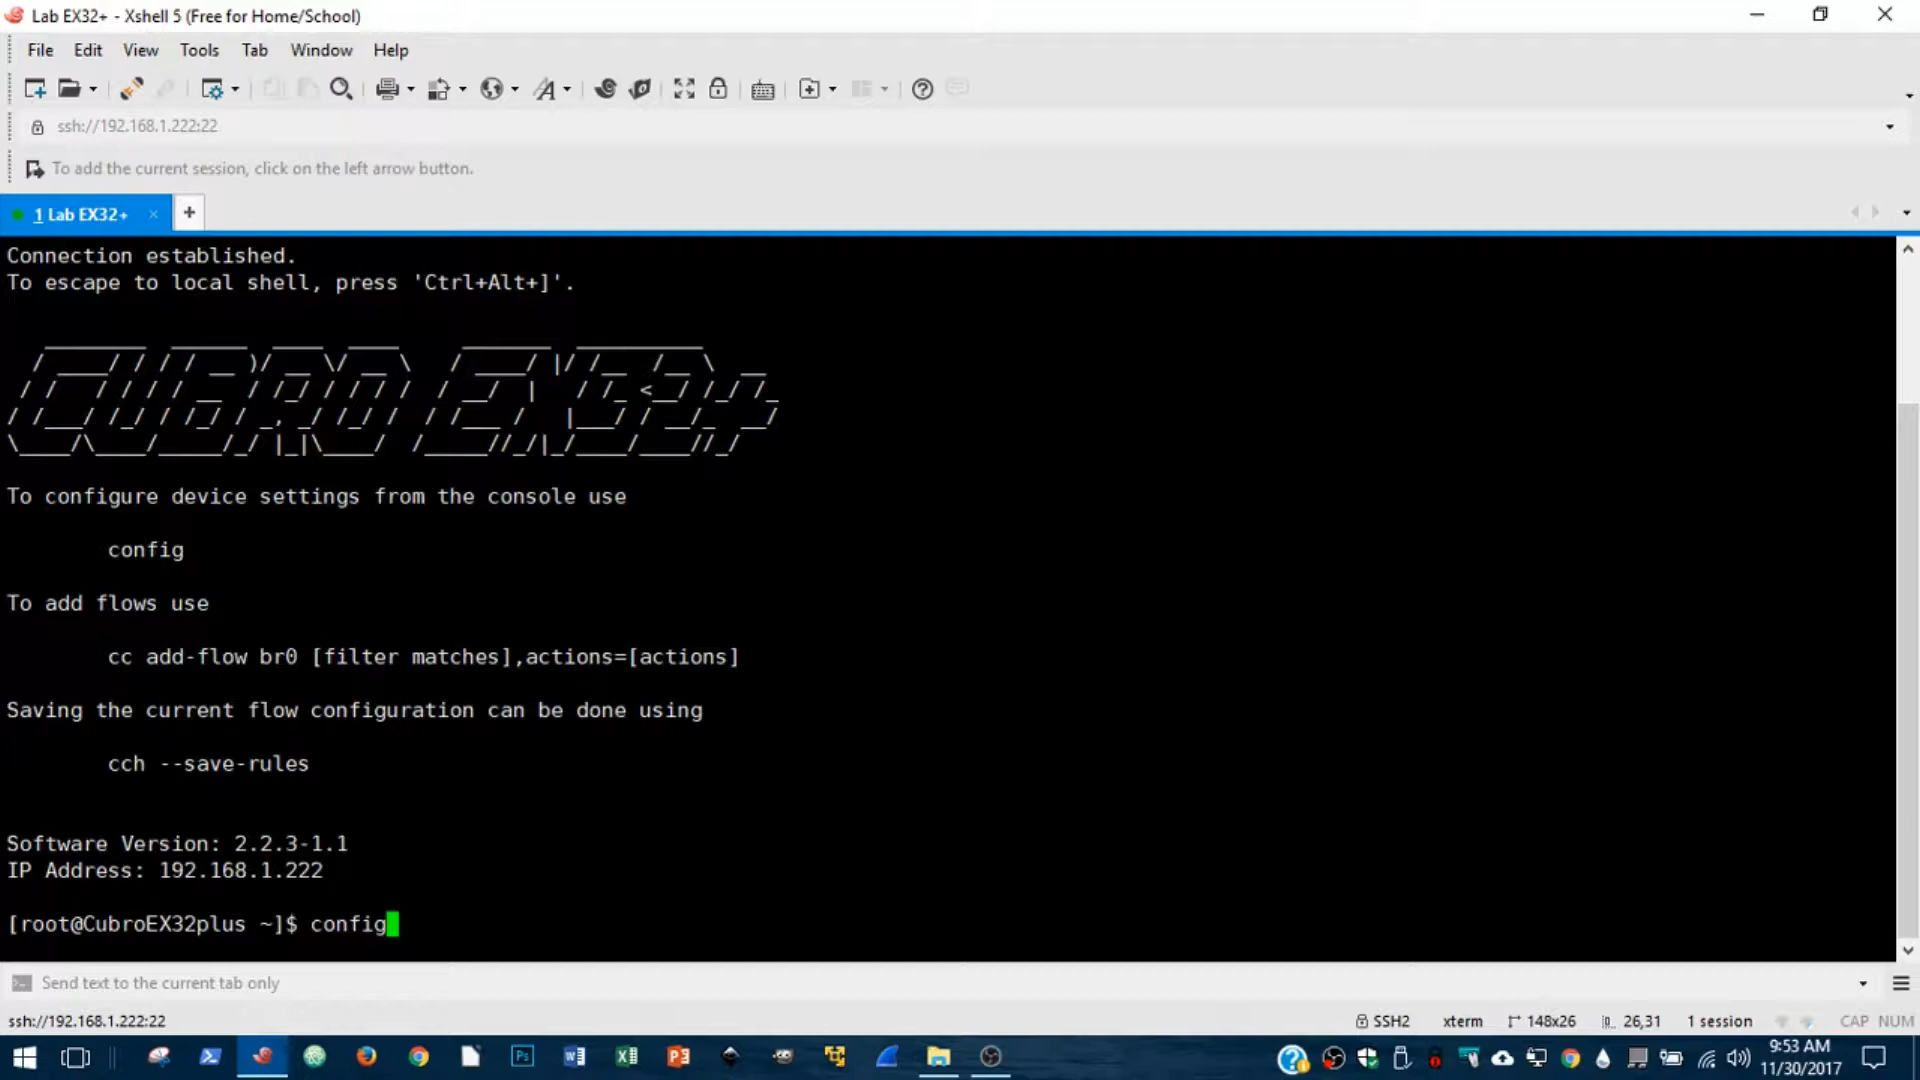 Lab EX32+ - Xshell 5 (Free for Home/School)
File Edit View Tools Tab Window Help
ssh://192.168.1.222:22
To add the current session, click on the left arrow button.
1 Lab EX32+
Connection established.
To escape to local shell, press 'Ctrl+Alt+]'.
CUBRO EX32+
To configure device settings from the console use
config
To add flows use
cc add-flow br0 [filter matches],actions=[actions]
Saving the current flow configuration can be done using
cch --save-rules
Software Version: 2.2.3-1.1
IP Address: 192.168.1.222
[root@CubroEX32plus ~]$ config
Send text to the current tab only
ssh://192.168.1.222:22 SSH2 xterm 148x26 26,31 1 session CAP NUM
9:53 AM
11/30/2017